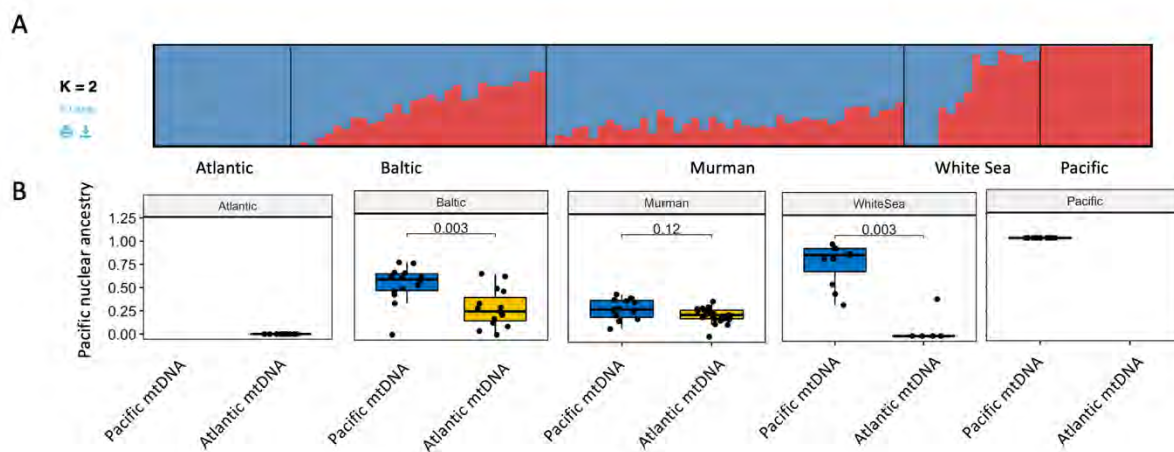 A
K = 2
Atlantic Baltic Murman White Sea Pacific
B
Pacific nuclear ancestry
Atlantic Baltic Murman WhiteSea Pacific
1.25
1.00
0.75
0.50
0.25
0.00
0.003 0.12 0.003
Pacific mtDNA Atlantic mtDNA Pacific mtDNA Atlantic mtDNA Pacific mtDNA Atlantic mtDNA Pacific mtDNA Atlantic mtDNA Pacific mtDNA Atlantic mtDNA